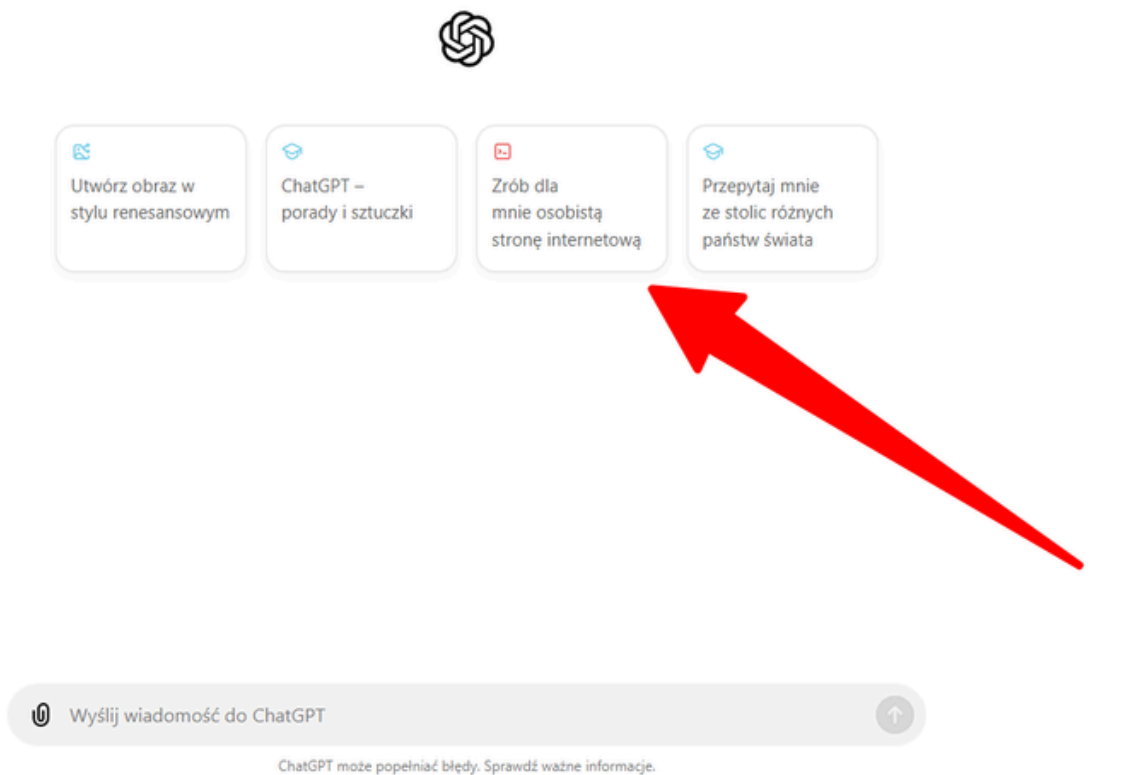 Utwórz obraz w
stylu renesansowym
ChatGPT –
porady i sztuczki
Zrób dla
mnie osobistą
stronę internetową
Przepytaj mnie
ze stolic różnych
państw świata
Wyślij wiadomość do ChatGPT
ChatGPT może popełniać błędy. Sprawdź ważne informacje.